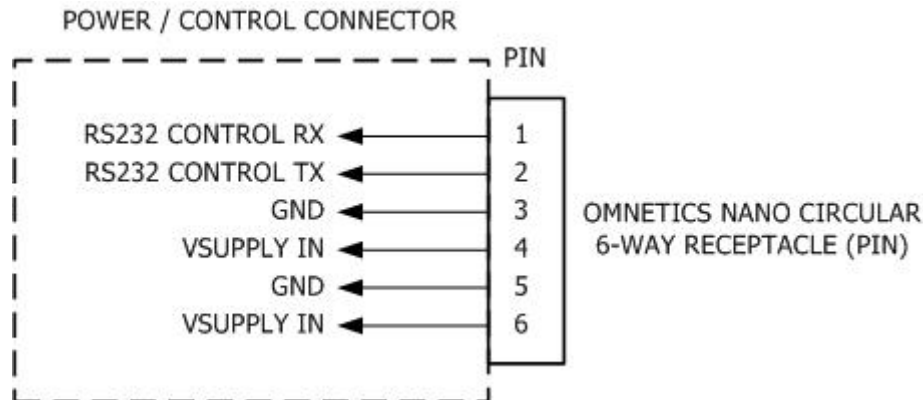 POWER / CONTROL CONNECTOR
PIN
RS232 CONTROL RX 1
RS232 CONTROL TX 2
GND 3
VSUPPLY IN 4
GND 5
VSUPPLY IN 6
OMNETICS NANO CIRCULAR
6-WAY RECEPTACLE (PIN)